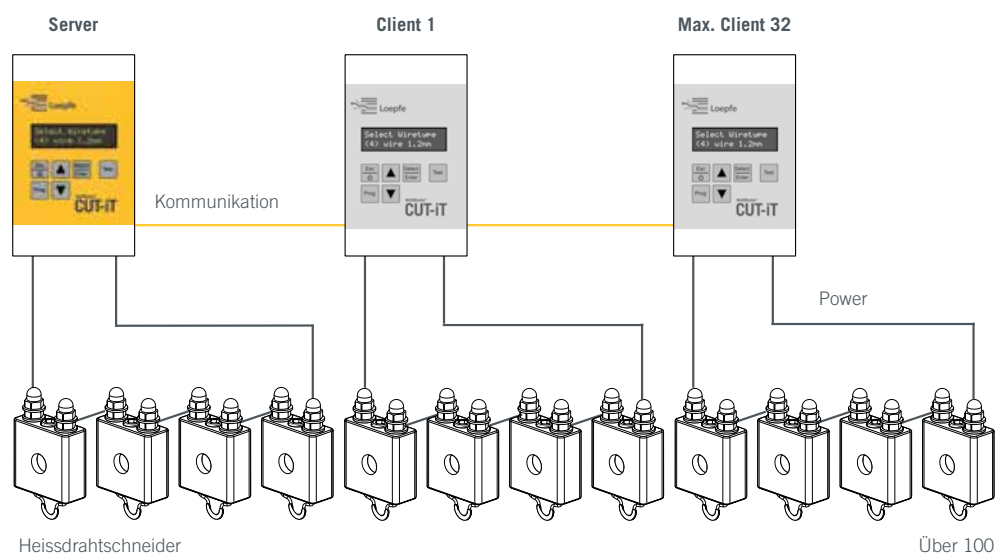 Server
Client 1
Max. Client 32
Loepfe
Select Wiretype
(4) wire 1.2mm
Test
CUT-iT
Loepfe
Select Wiretype
(4) wire 1.2mm
Esc
Select
Enter
Test
Prog
CUT-iT
Loepfe
Select Wiretype
(4) wire 1.2mm
Esc
Select
Enter
Test
Prog
CUT-iT
Kommunikation
Power
Heissdrahtschneider
Über 100